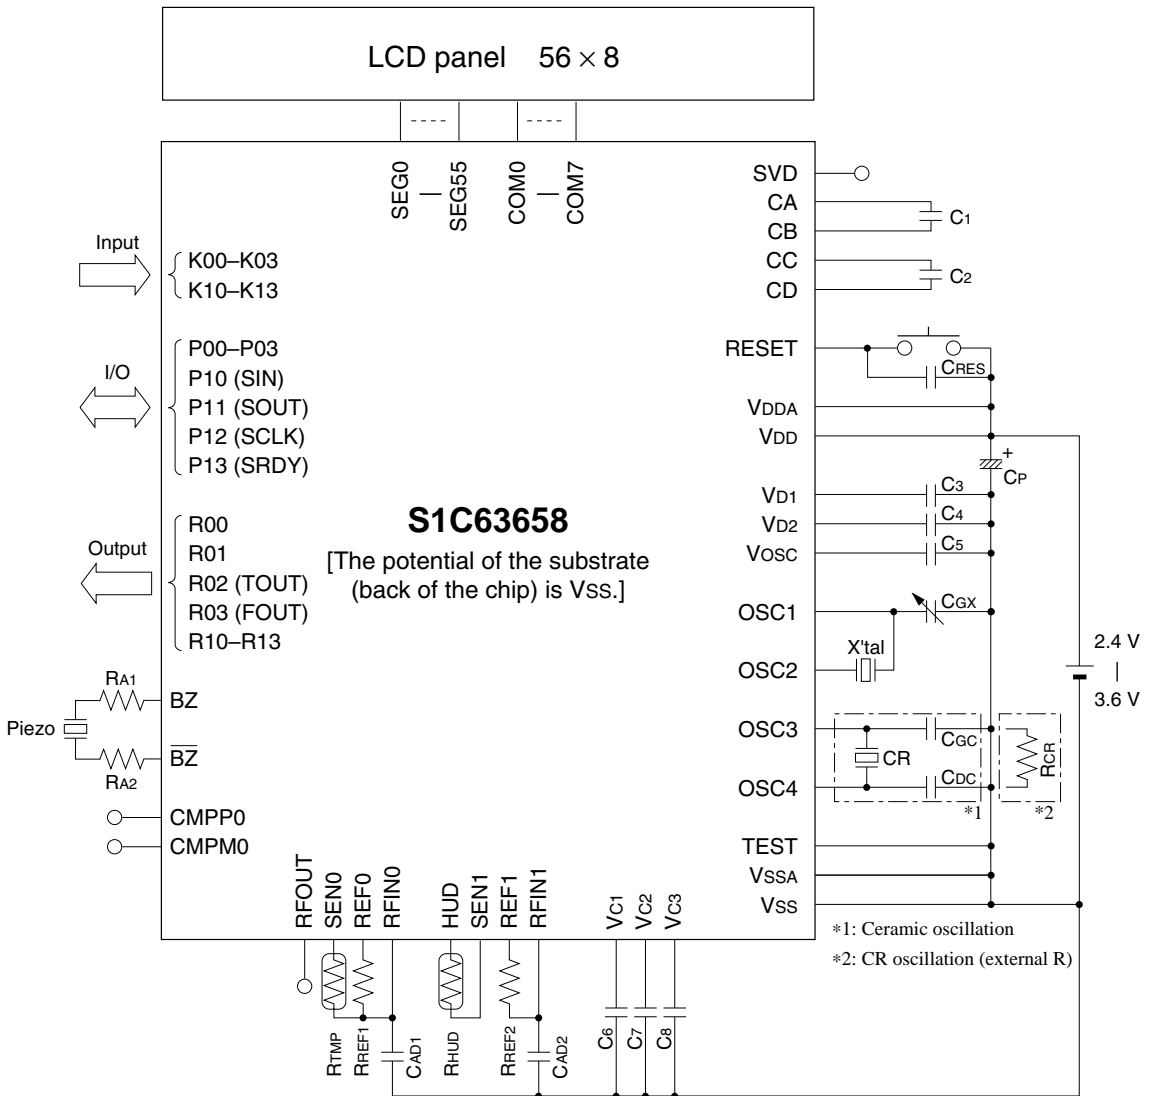 LCD panel 56 × 8
SEG0
SEG55
COM0
COM7
Input
K00–K03
K10–K13
I/O
P00–P03
P10 (SIN)
P11 (SOUT)
P12 (SCLK)
P13 (SRDY)
Output
R00
R01
R02 (TOUT)
R03 (FOUT)
R10–R13
Piezo
RA1
RA2
BZ
BZ
CMPP0
CMPM0
S1C63658
[The potential of the substrate
(back of the chip) is VSS.]
SVD
CA
CB
C1
CC
CD
C2
RESET
CRES
VDDA
VDD
+
CP
VD1
C3
VD2
C4
VOSC
C5
OSC1
CGX
X'tal
OSC2
OSC3
CGC
CR
OSC4
CDC
*1
RCR
*2
TEST
VSSA
VSS
2.4 V
|
3.6 V
*1: Ceramic oscillation
*2: CR oscillation (external R)
RFOUT
SEN0
REF0
RFIN0
HUD
SEN1
REF1
RFIN1
VC1
VC2
VC3
RTMP
RREF1
CAD1
RHUD
RREF2
CAD2
C6
C7
C8